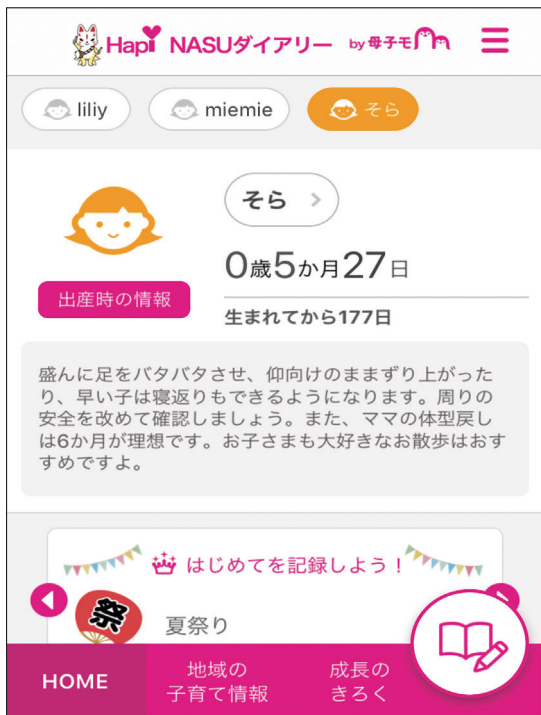 Hapi NASUダイアリー by 母子モ
liliy
miemie
そら
そら
0歳5か月27日
出産時の情報
生まれてから177日
盛んに足をバタバタさせ、仰向けのままずり上がった
り、早い子は寝返りもできるようになります。周りの
安全を改めて確認しましょう。また、ママの体型戻し
は6か月が理想です。お子さまも大好きなお散歩はおす
すめですよ。
はじめてを記録しよう！
祭
夏祭り
HOME
地域の
子育て情報
成長の
きろく